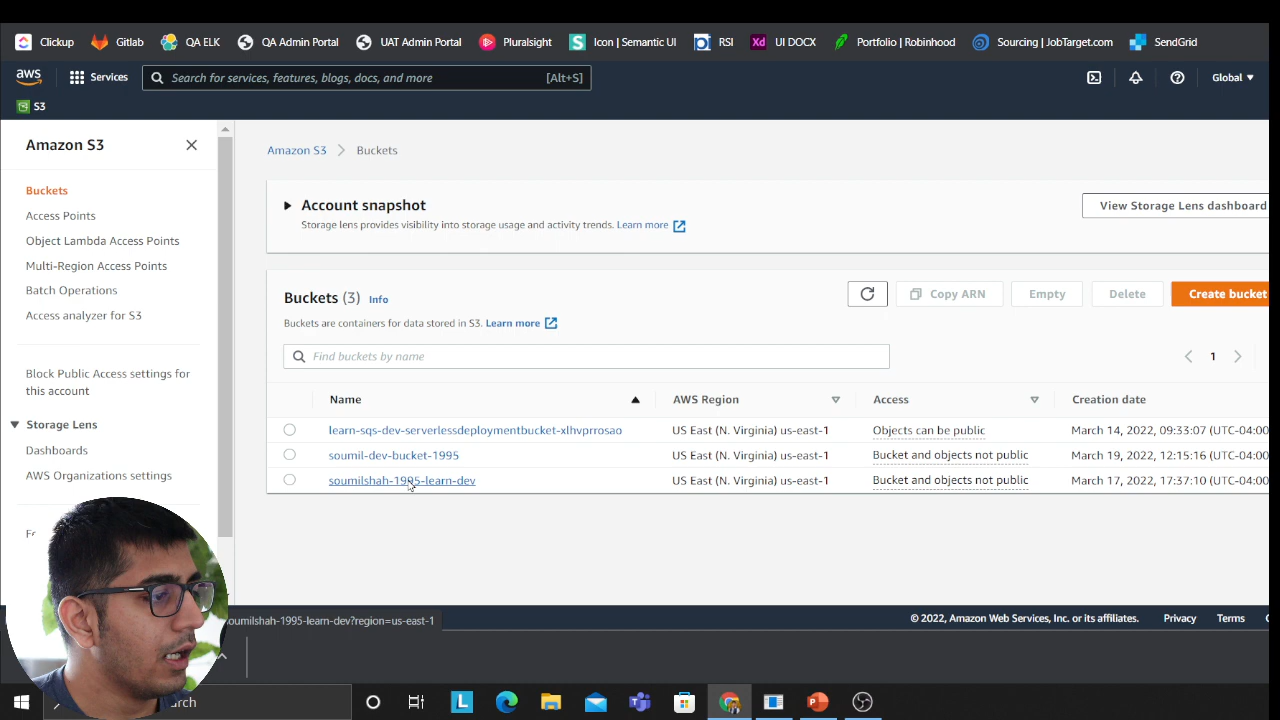 Clickup Gitlab QA ELK QA Admin Portal UAT Admin Portal Pluralsight Icon | Semantic UI RSI Xd UI DOCX Portfolio | Robinhood Sourcing | JobTarget.com SendGrid
aws Services Search for services, features, blogs, docs, and more [Alt+S] Global
S3
Amazon S3
Buckets
Access Points
Object Lambda Access Points
Multi-Region Access Points
Batch Operations
Access analyzer for S3
Block Public Access settings for
this account
Storage Lens
Dashboards
AWS Organizations settings
Amazon S3 Buckets
Account snapshot
Storage lens provides visibility into storage usage and activity trends. Learn more
View Storage Lens dashboard
Buckets (3) Info
Copy ARN Empty Delete Create bucket
Buckets are containers for data stored in S3. Learn more
Find buckets by name
1
Name AWS Region Access Creation date
learn-sqs-dev-serverlessdeploymentbucket-xlhvprrosao US East (N. Virginia) us-east-1 Objects can be public March 14, 2022, 09:33:07 (UTC-04:00
soumil-dev-bucket-1995 US East (N. Virginia) us-east-1 Bucket and objects not public March 19, 2022, 12:15:16 (UTC-04:00
soumilshah-1995-learn-dev US East (N. Virginia) us-east-1 Bucket and objects not public March 17, 2022, 17:37:10 (UTC-04:00
soumilshah-1995-learn-dev?region=us-east-1
© 2022, Amazon Web Services, Inc. or its affiliates. Privacy Terms
L